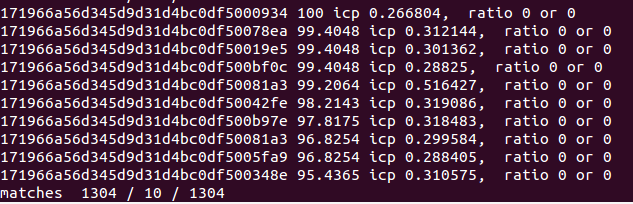 171966a56d345d9d31d4bc0df5000934 100 icp 0.266804,  ratio 0 or 0
171966a56d345d9d31d4bc0df50078ea 99.4048 icp 0.312144,  ratio 0 or 0
171966a56d345d9d31d4bc0df50019e5 99.4048 icp 0.301362,  ratio 0 or 0
171966a56d345d9d31d4bc0df500bf0c 99.4048 icp 0.28825,  ratio 0 or 0
171966a56d345d9d31d4bc0df50081a3 99.2064 icp 0.516427,  ratio 0 or 0
171966a56d345d9d31d4bc0df50042fe 98.2143 icp 0.319086,  ratio 0 or 0
171966a56d345d9d31d4bc0df500b97e 97.8175 icp 0.318483,  ratio 0 or 0
171966a56d345d9d31d4bc0df50081a3 96.8254 icp 0.299584,  ratio 0 or 0
171966a56d345d9d31d4bc0df5005fa9 96.8254 icp 0.288405,  ratio 0 or 0
171966a56d345d9d31d4bc0df500348e 95.4365 icp 0.310575,  ratio 0 or 0
matches  1304 / 10 / 1304